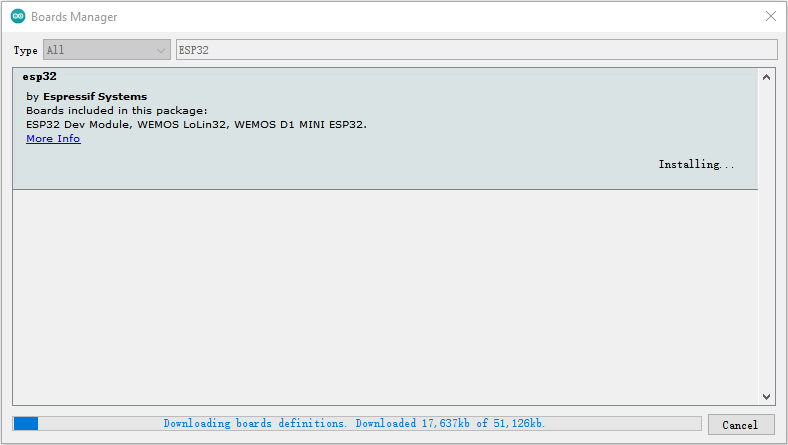 Boards Manager
Type All ESP32
esp32
by Espressif Systems
Boards included in this package:
ESP32 Dev Module, WEMOS LoLin32, WEMOS D1 MINI ESP32.
More Info
Installing...
Downloading boards definitions. Downloaded 17,637kb of 51,126kb.
Cancel